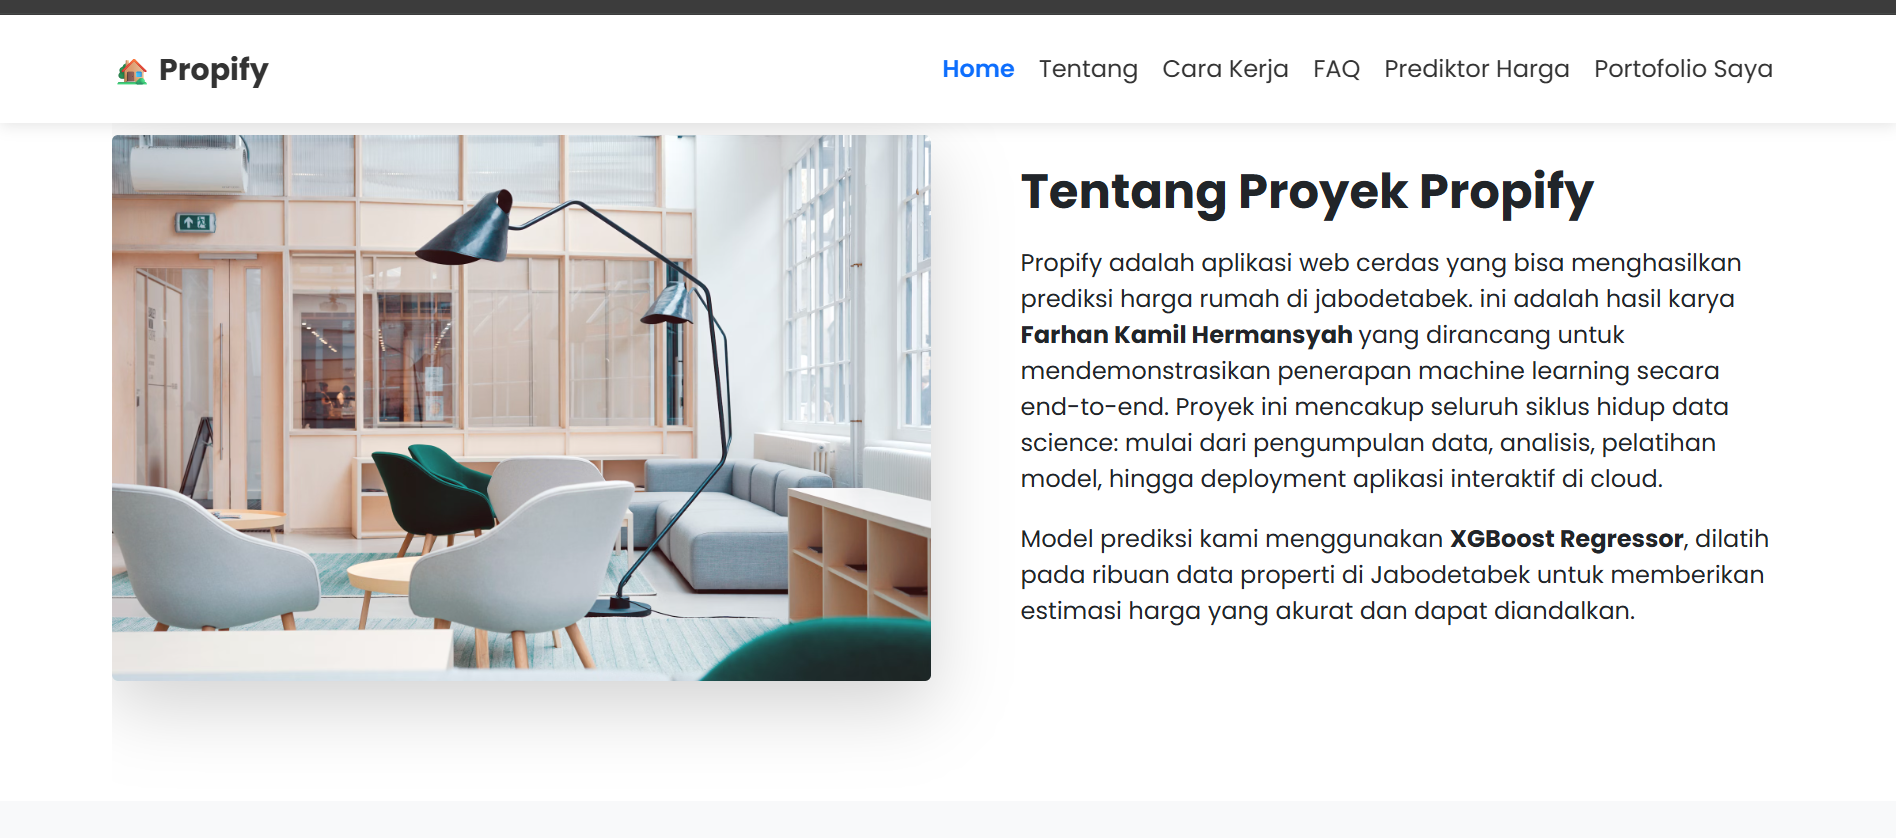 Propify
Home Tentang Cara Kerja FAQ Prediktor Harga Portofolio Saya
Tentang Proyek Propify
Propify adalah aplikasi web cerdas yang bisa menghasilkan
prediksi harga rumah di jabodetabek. ini adalah hasil karya
Farhan Kamil Hermansyah yang dirancang untuk
mendemonstrasikan penerapan machine learning secara
end-to-end. Proyek ini mencakup seluruh siklus hidup data
science: mulai dari pengumpulan data, analisis, pelatihan
model, hingga deployment aplikasi interaktif di cloud.
Model prediksi kami menggunakan XGBoost Regressor, dilatih
pada ribuan data properti di Jabodetabek untuk memberikan
estimasi harga yang akurat dan dapat diandalkan.